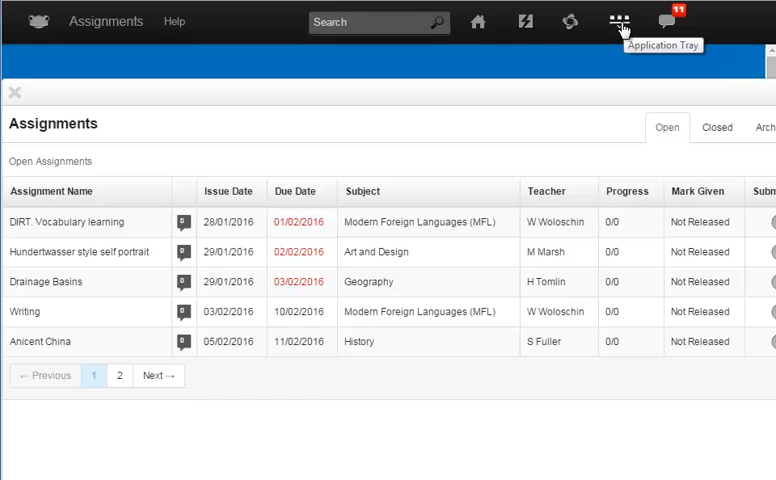 Assignments Help Search 11
Application Tray
Assignments Open Closed Arch
Open Assignments
Assignment Name Issue Date Due Date Subject Teacher Progress Mark Given Subm
DIRT. Vocabulary learning 0 28/01/2016 01/02/2016 Modern Foreign Languages (MFL) W Woloschin 0/0 Not Released
Hundertwasser style self portrait 0 29/01/2016 02/02/2016 Art and Design M Marsh 0/0 Not Released
Drainage Basins 0 29/01/2016 03/02/2016 Geography H Tomlin 0/0 Not Released
Writing 0 03/02/2016 10/02/2016 Modern Foreign Languages (MFL) W Woloschin 0/0 Not Released
Anicent China 0 05/02/2016 11/02/2016 History S Fuller 0/0 Not Released
← Previous 1 2 Next →